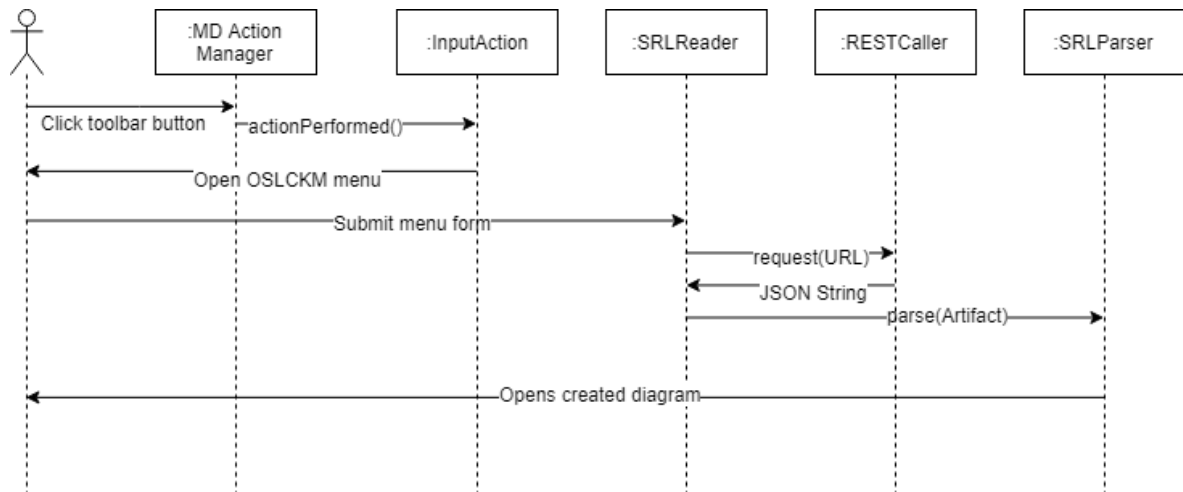 :MD Action
Manager
:InputAction
:SRLReader
:RESTCaller
:SRLParser
Click toolbar button
actionPerformed()
Open OSLCKM menu
Submit menu form
request(URL)
JSON String
parse(Artifact)
Opens created diagram